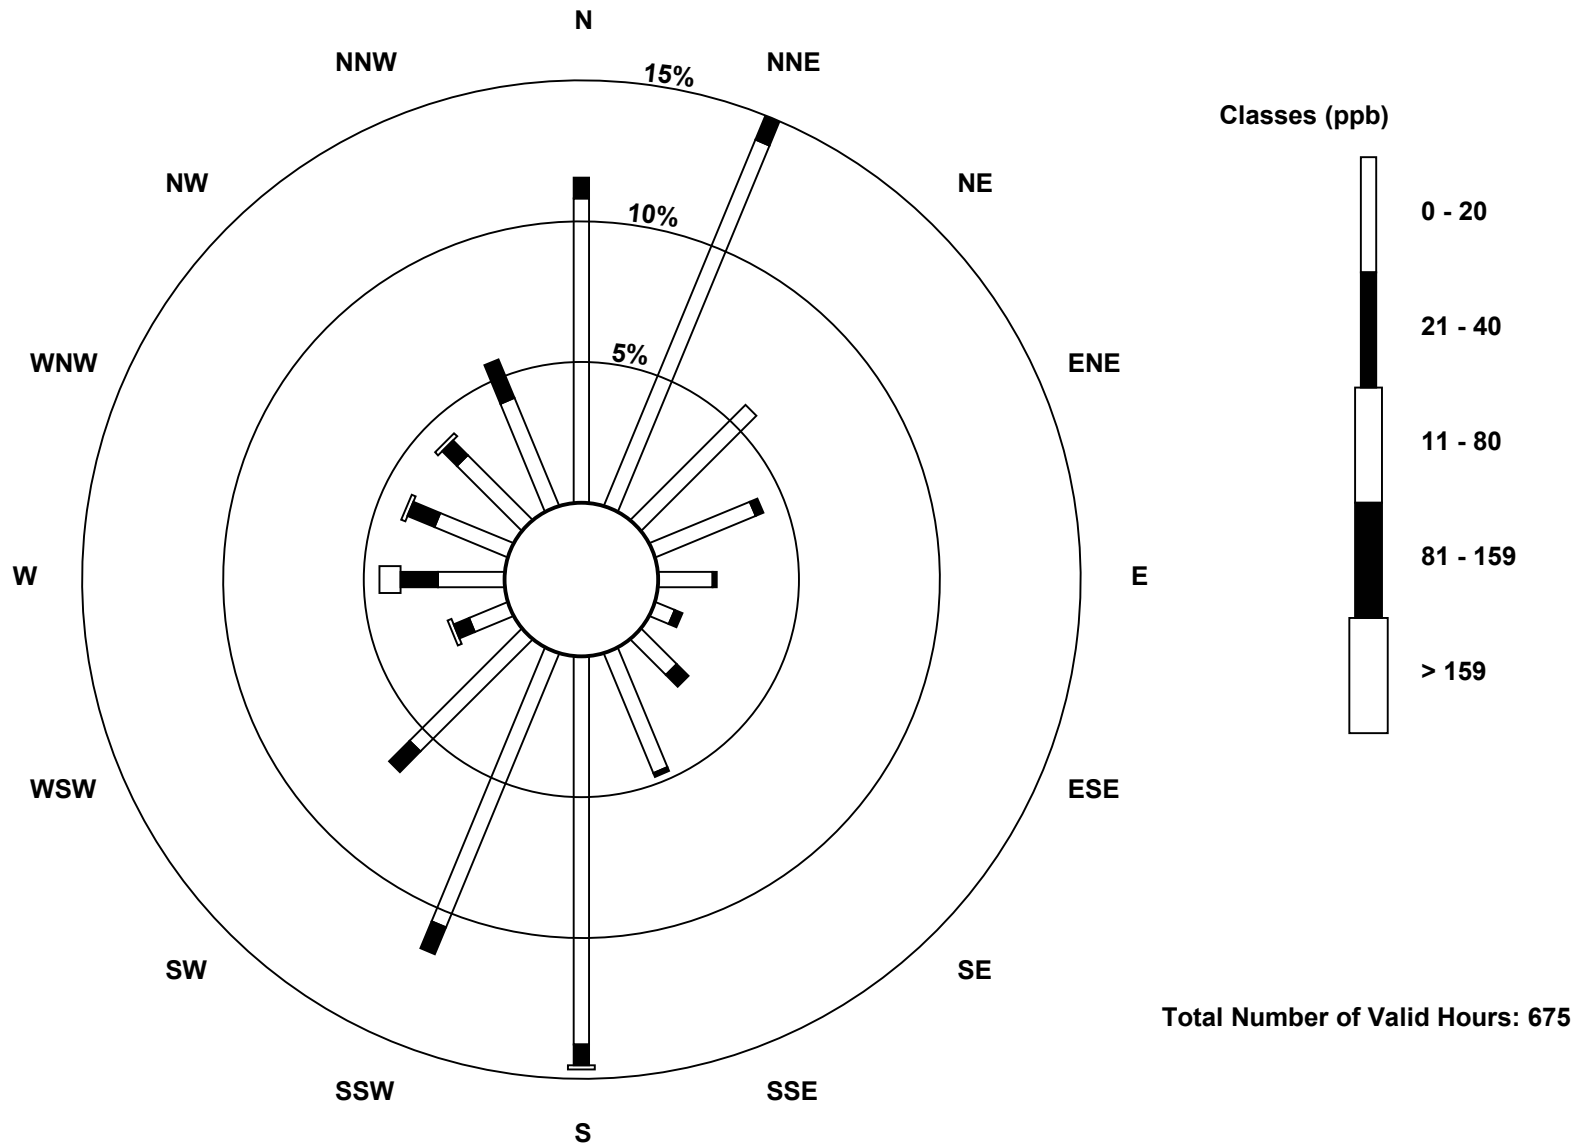 N
NNW
NNE
15%
Classes (ppb)
NW
NE
0 - 20
10%
21 - 40
5%
WNW
ENE
11 - 80
81 - 159
W
E
> 159
WSW
ESE
SW
SE
Total Number of Valid Hours: 675
SSW
SSE
S